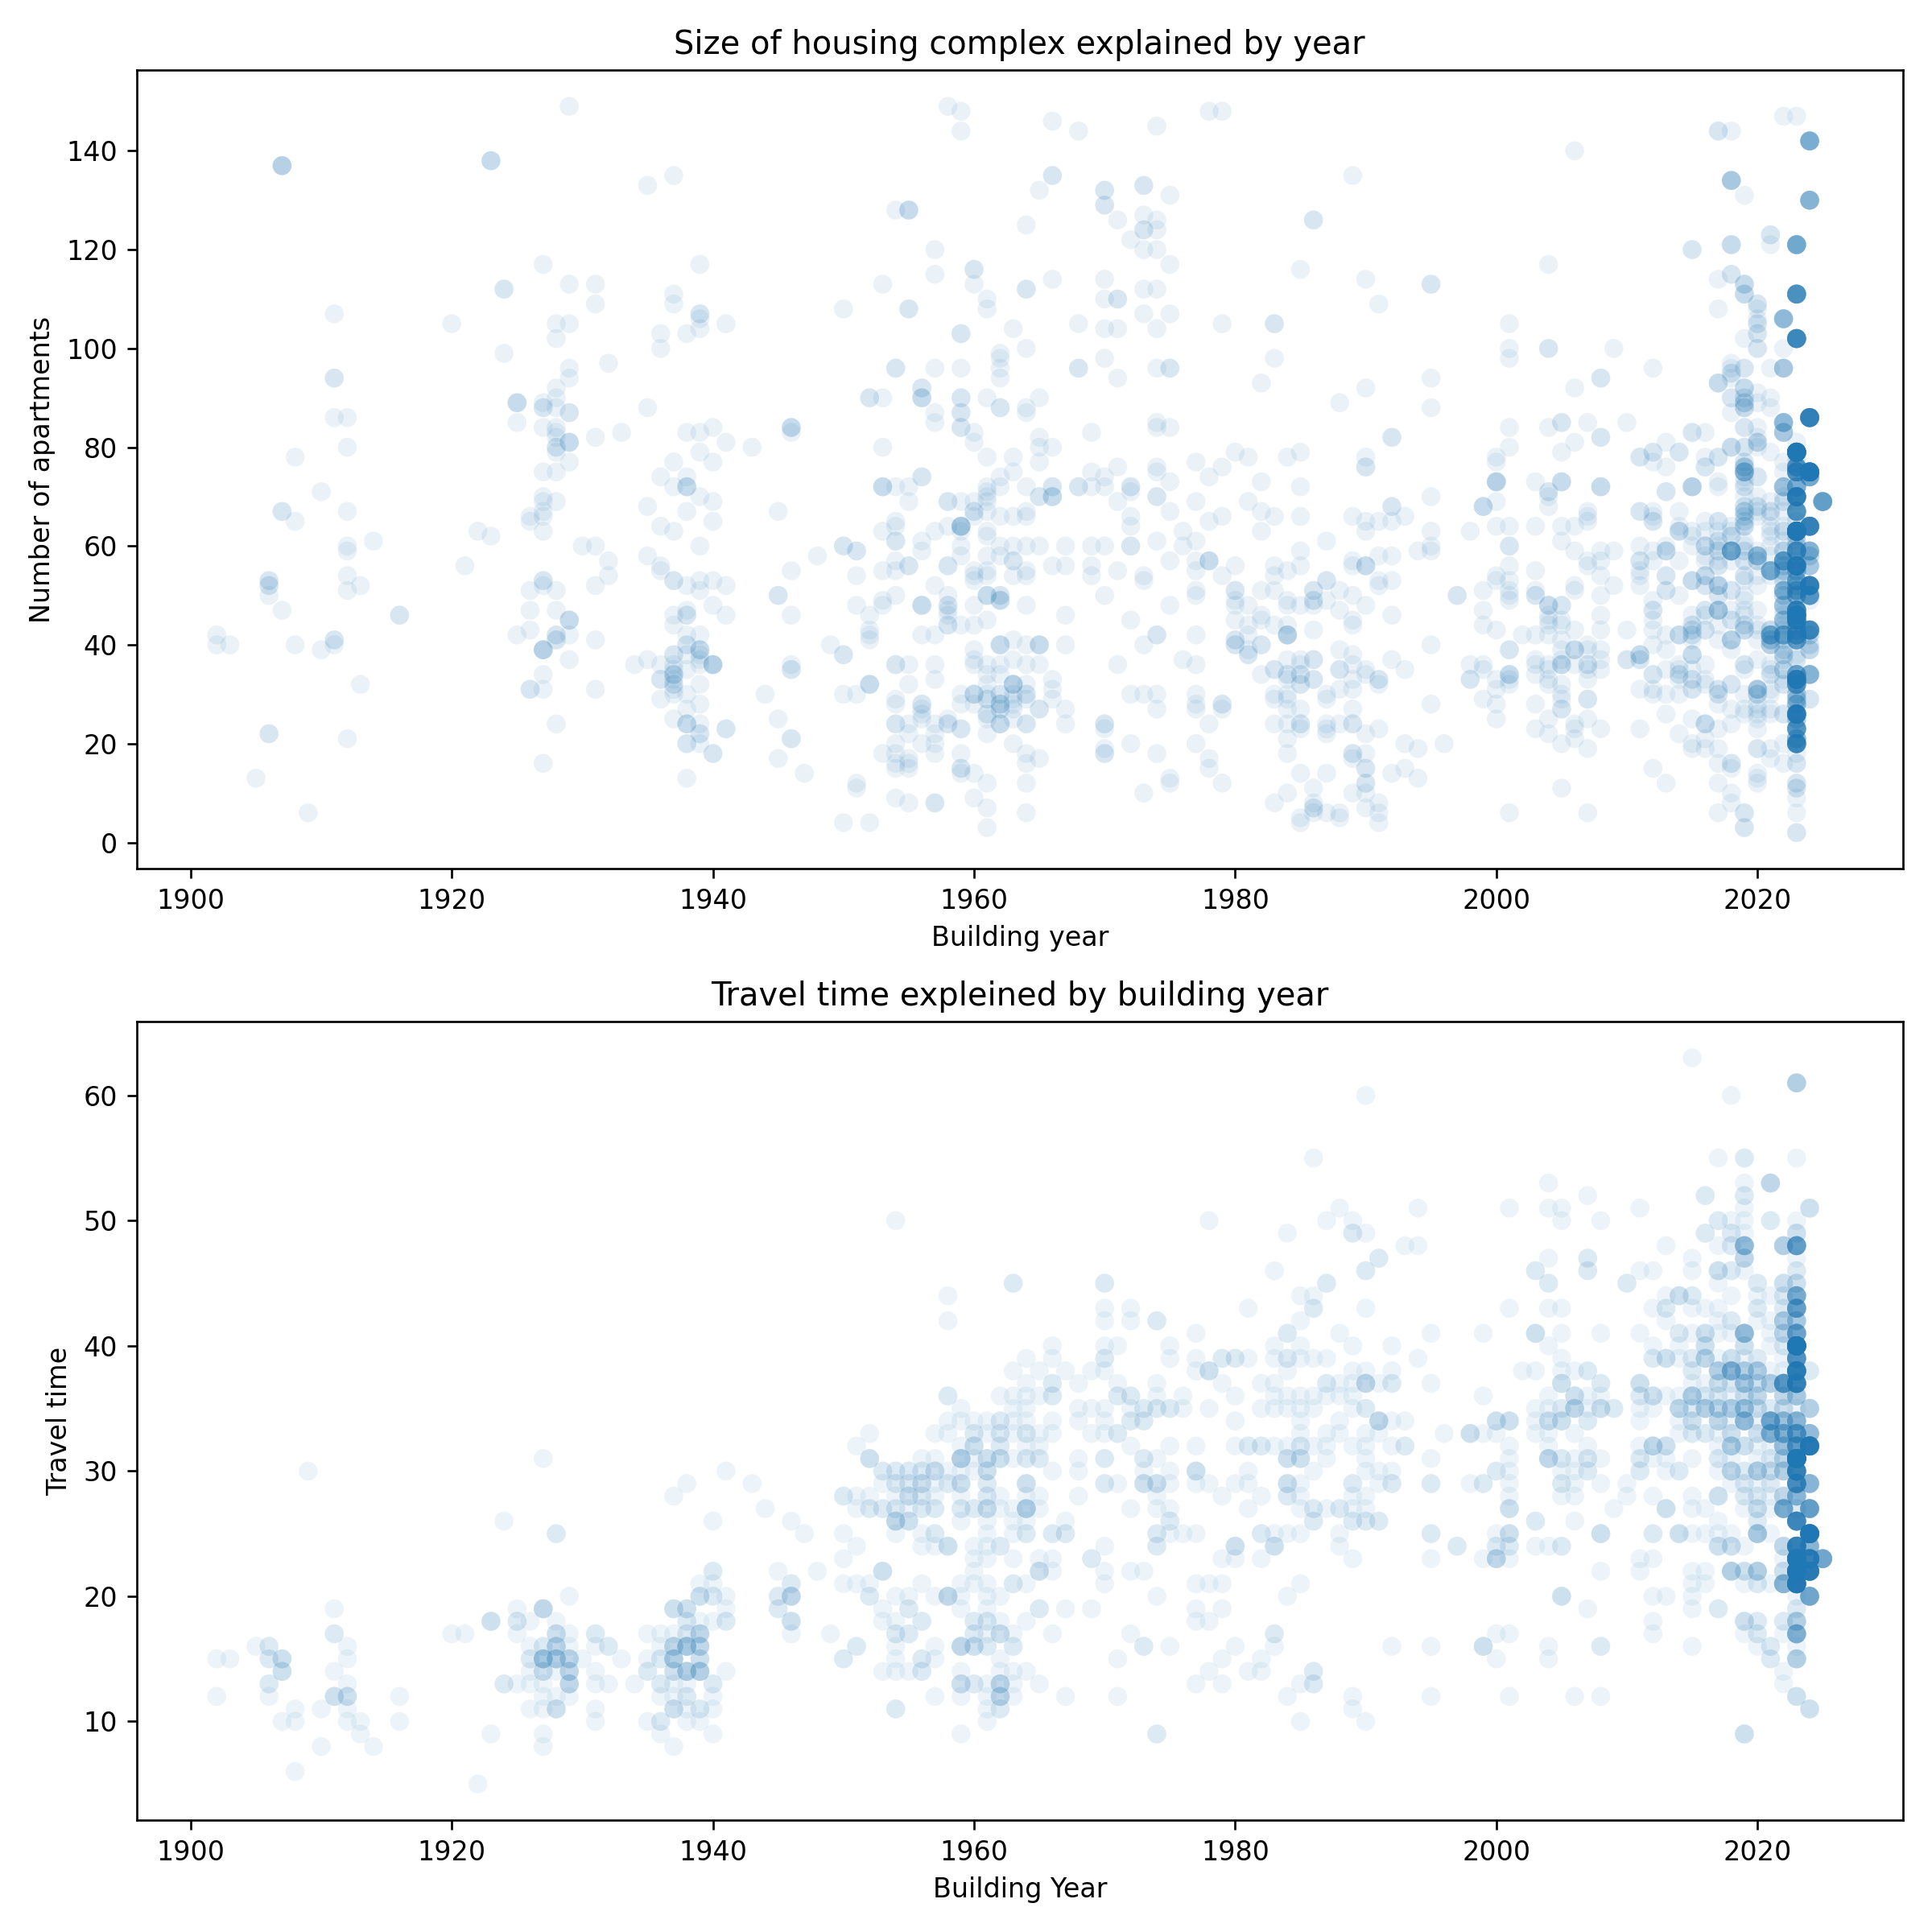 Size of housing complex explained by year
140
120
100
80
60
40
20
0
Number of apartments
1900 1920 1940 1960 1980 2000 2020
Building year
Travel time expleined by building year
60
50
40
30
20
10
Travel time
1900 1920 1940 1960 1980 2000 2020
Building Year